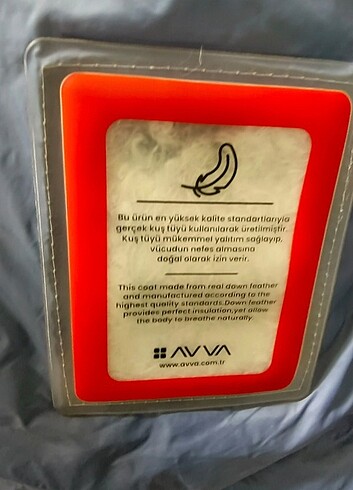 Bu ürün en yüksek kalite standartlarıyla
gerçek kuş tüyü kullanılarak üretilmiştir.
Kuş tüyü mükemmel yalıtım sağlayıp,
vücudun nefes almasına
doğal olarak izin verir.
This coat made from real down feather
and manufactured according to the
highest quality standards.Down feather
provides perfect insulation,yet allow
the body to breathe naturally.
AVVA
www.avva.com.tr